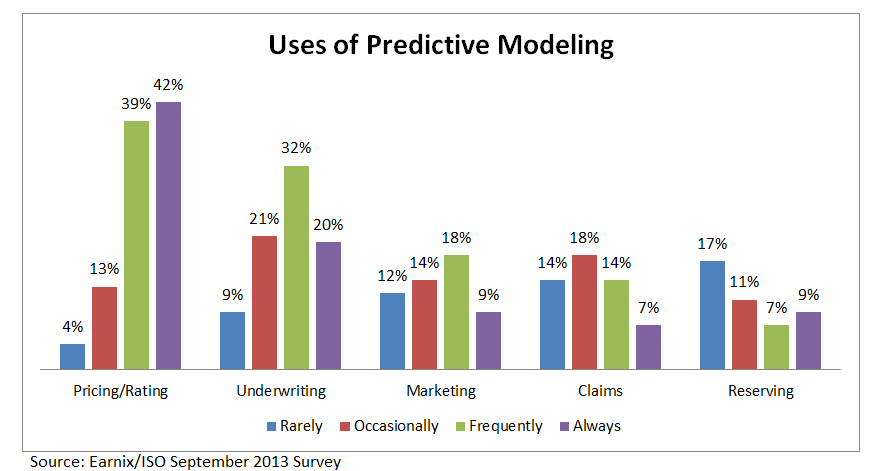 Uses of Predictive Modeling
4% 13% 39% 42% 9% 21% 32% 20% 12% 14% 18% 9% 14% 18% 14% 7% 17% 11% 7% 9%
Pricing/Rating Underwriting Marketing Claims Reserving
Rarely Occasionally Frequently Always
Source: Earnix/ISO September 2013 Survey